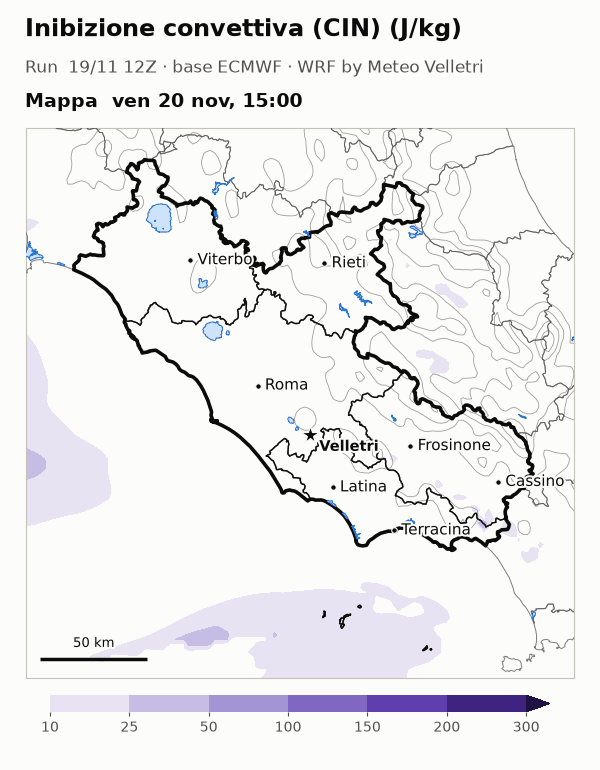 Inibizione convettiva (CIN) (J/kg)
Run  19/11 12Z · base ECMWF · WRF by Meteo Velletri
Mappa  ven 20 nov, 15:00
Viterbo
Rieti
Roma
Velletri
Frosinone
Cassino
Latina
Terracina
50 km
10 25 50 100 150 200 300